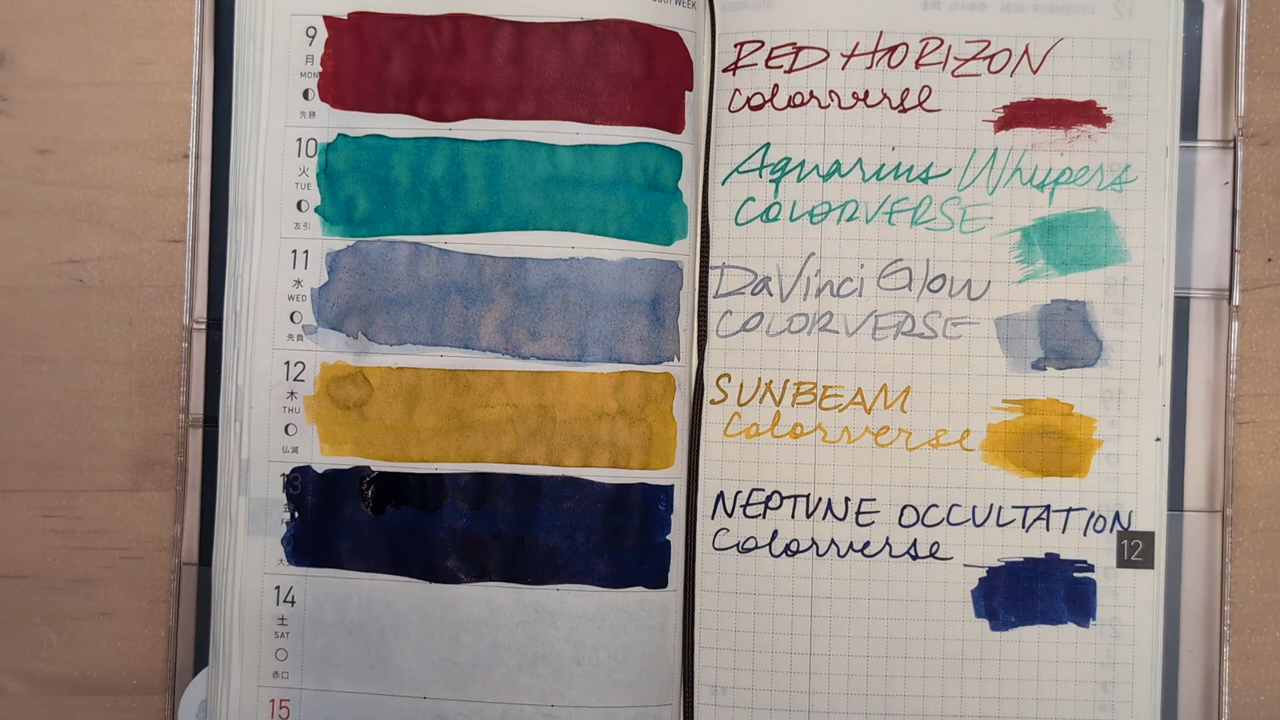 WEEK
9
月
MON
先勝
10
火
TUE
友引
11
水
WED
先負
12
木
THU
仏滅
13
14
土
SAT
赤口
15
RED HORIZON
colorverse
Aquarius Whispers
COLORVERSE
DaVinci Glow
COLORVERSE
SUNBEAM
Colorverse
NEPTUNE OCCULTATION
Colorverse
12